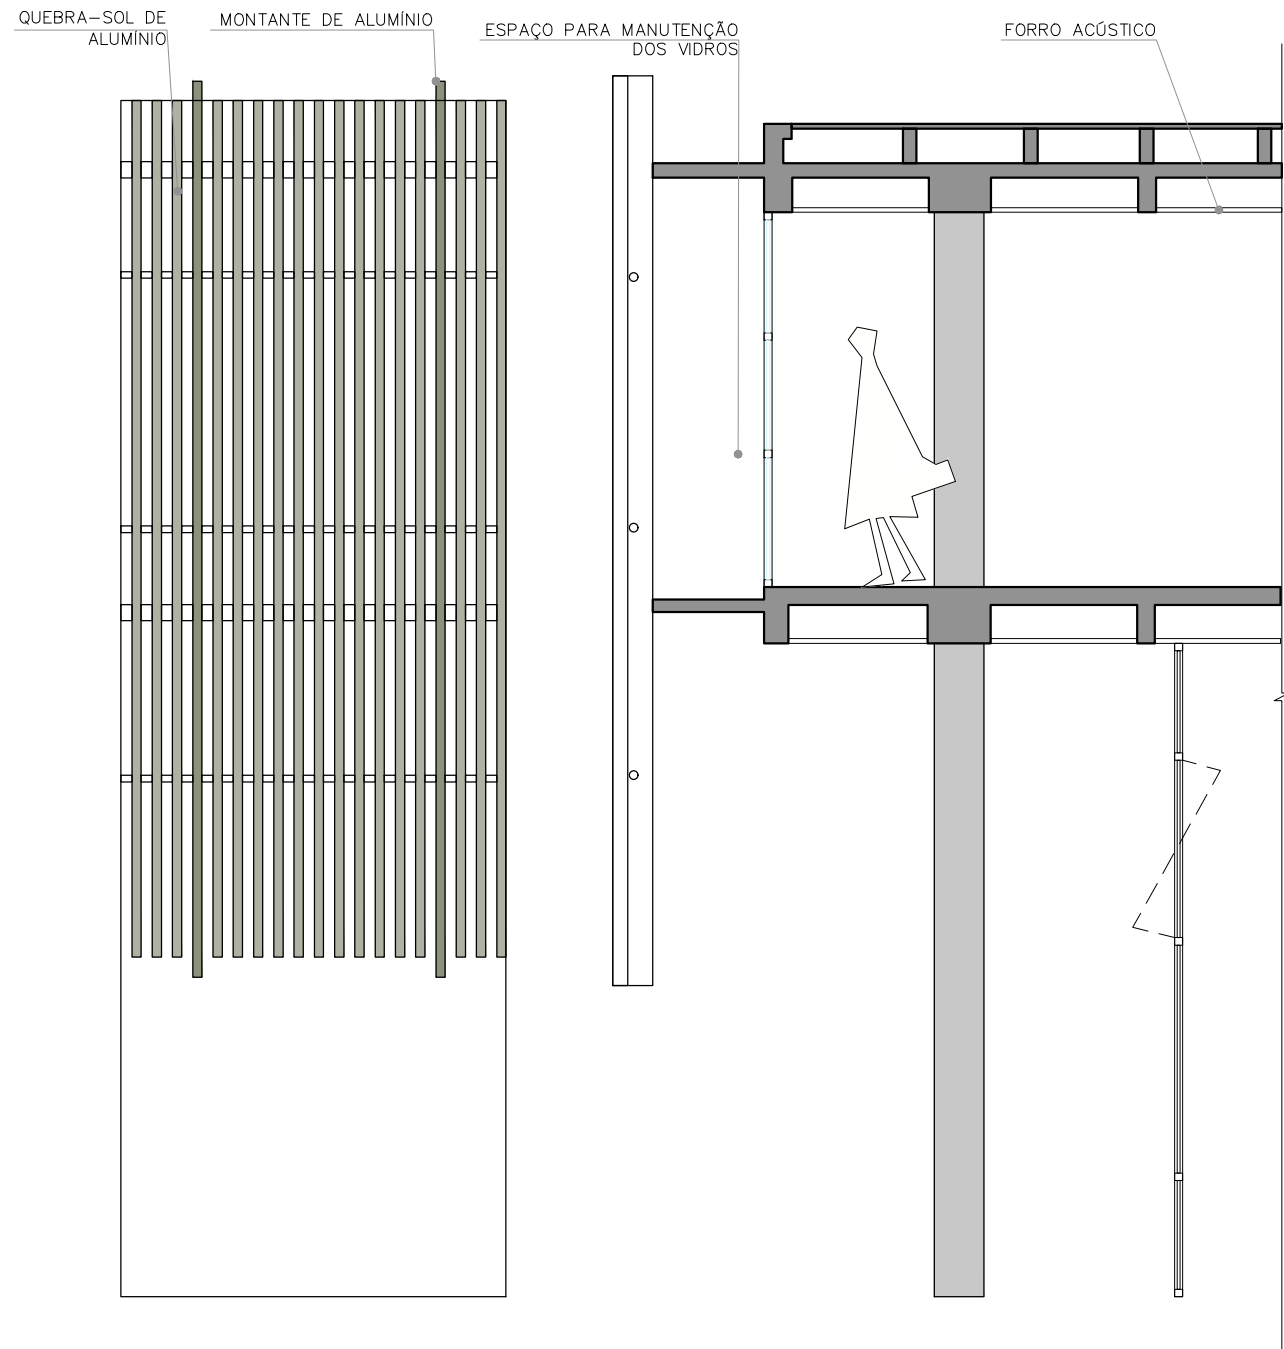 QUEBRA-SOL DE
ALUMÍNIO
MONTANTE DE ALUMÍNIO
ESPAÇO PARA MANUTENÇÃO
DOS VIDROS
FORRO ACÚSTICO